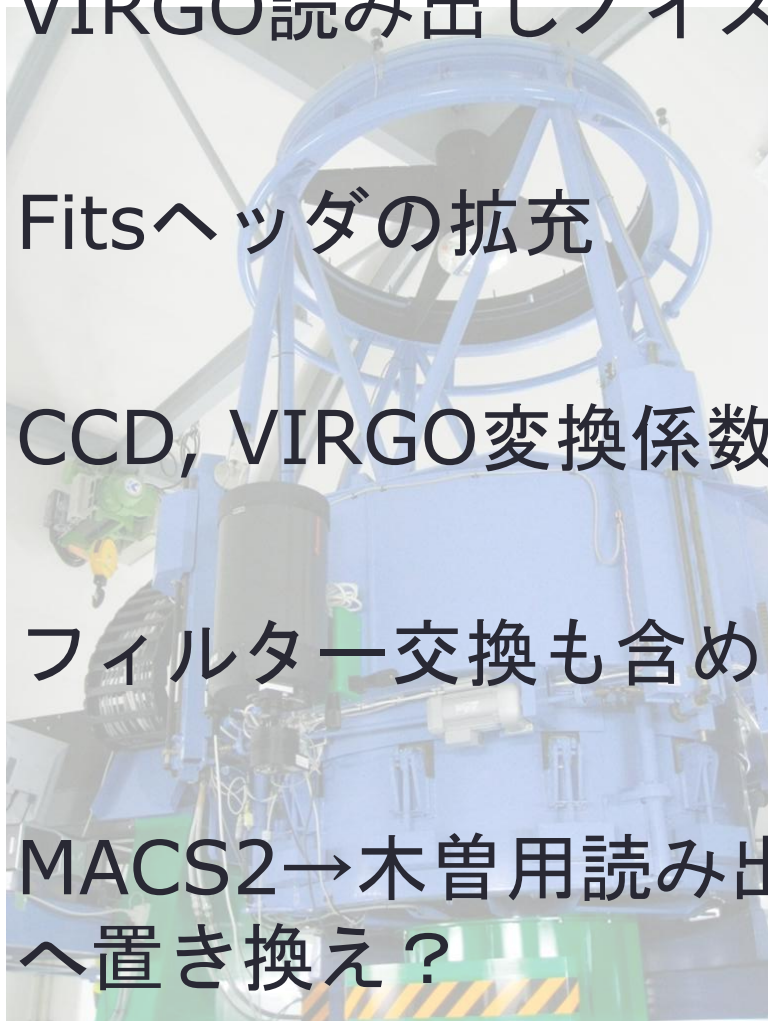 VIRGO読み出しノイズ
Fitsヘッダの拡充
CCD, VIRGO変換係数
フィルター交換も含め
MACS2→木曽用読み出
へ置き換え？